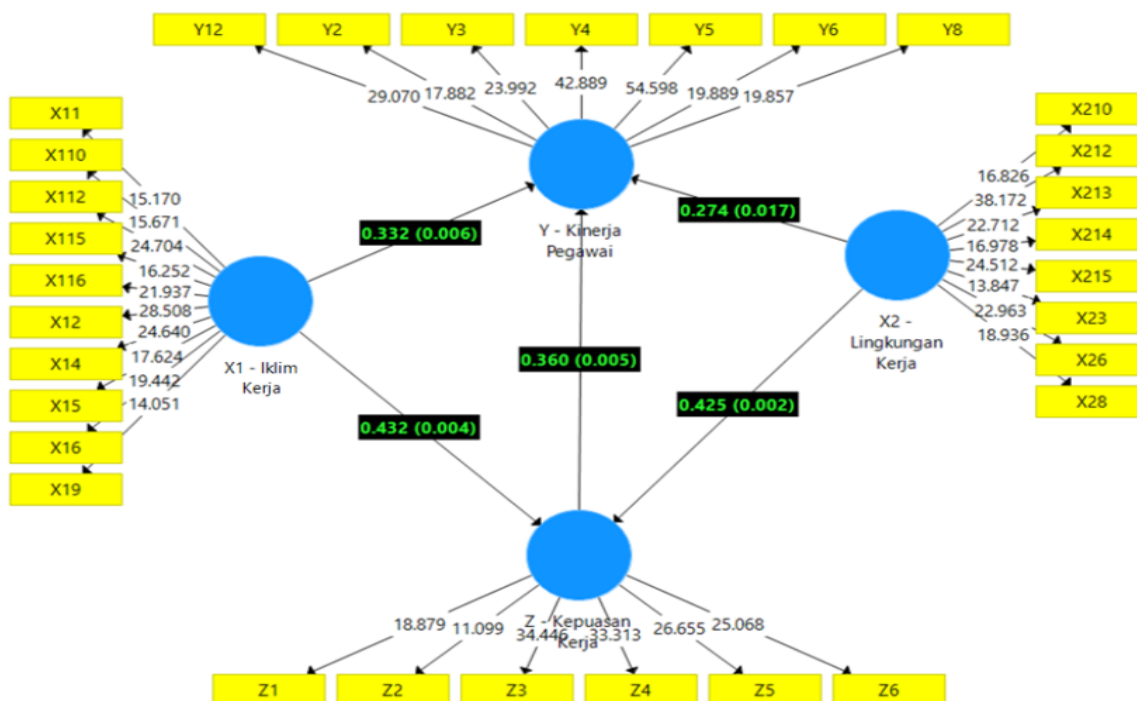 Y12
Y2
Y3
Y4
Y5
Y6
Y8
29.070
17.882
23.992
42.889
54.598
19.889
19.857
X11
X110
X112
X115
X116
X12
X14
X15
X16
X19
15.170
15.671
24.704
16.252
21.937
28.508
24.640
17.624
19.442
14.051
X1 - Iklim
Kerja
0.332 (0.006)
Y - Kinerja
Pegawai
0.274 (0.017)
X210
X212
X213
X214
X215
X23
X26
X28
16.826
38.172
22.712
16.978
24.512
13.847
22.963
18.936
X2 -
Lingkungan
Kerja
0.360 (0.005)
0.432 (0.004)
0.425 (0.002)
Z - Kepuasan
Kerja
18.879
11.099
34.446
33.313
26.655
25.068
Z1
Z2
Z3
Z4
Z5
Z6